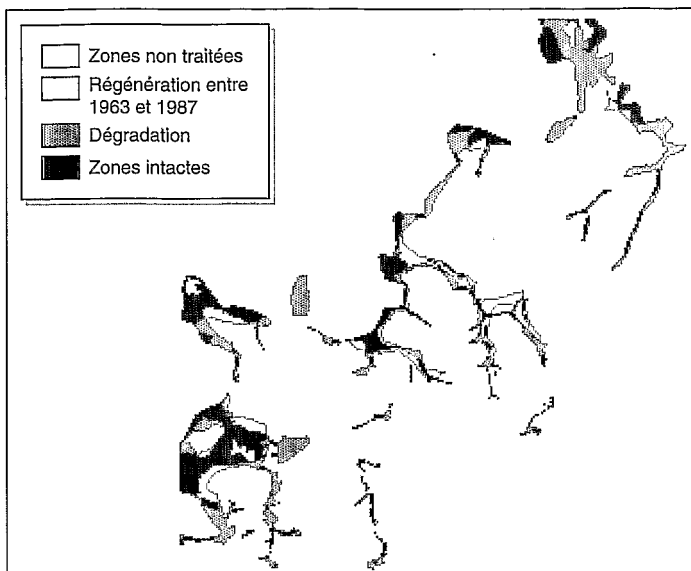 Zones non traitées
Régénération entre
1963 et 1987
Dégradation
Zones intactes